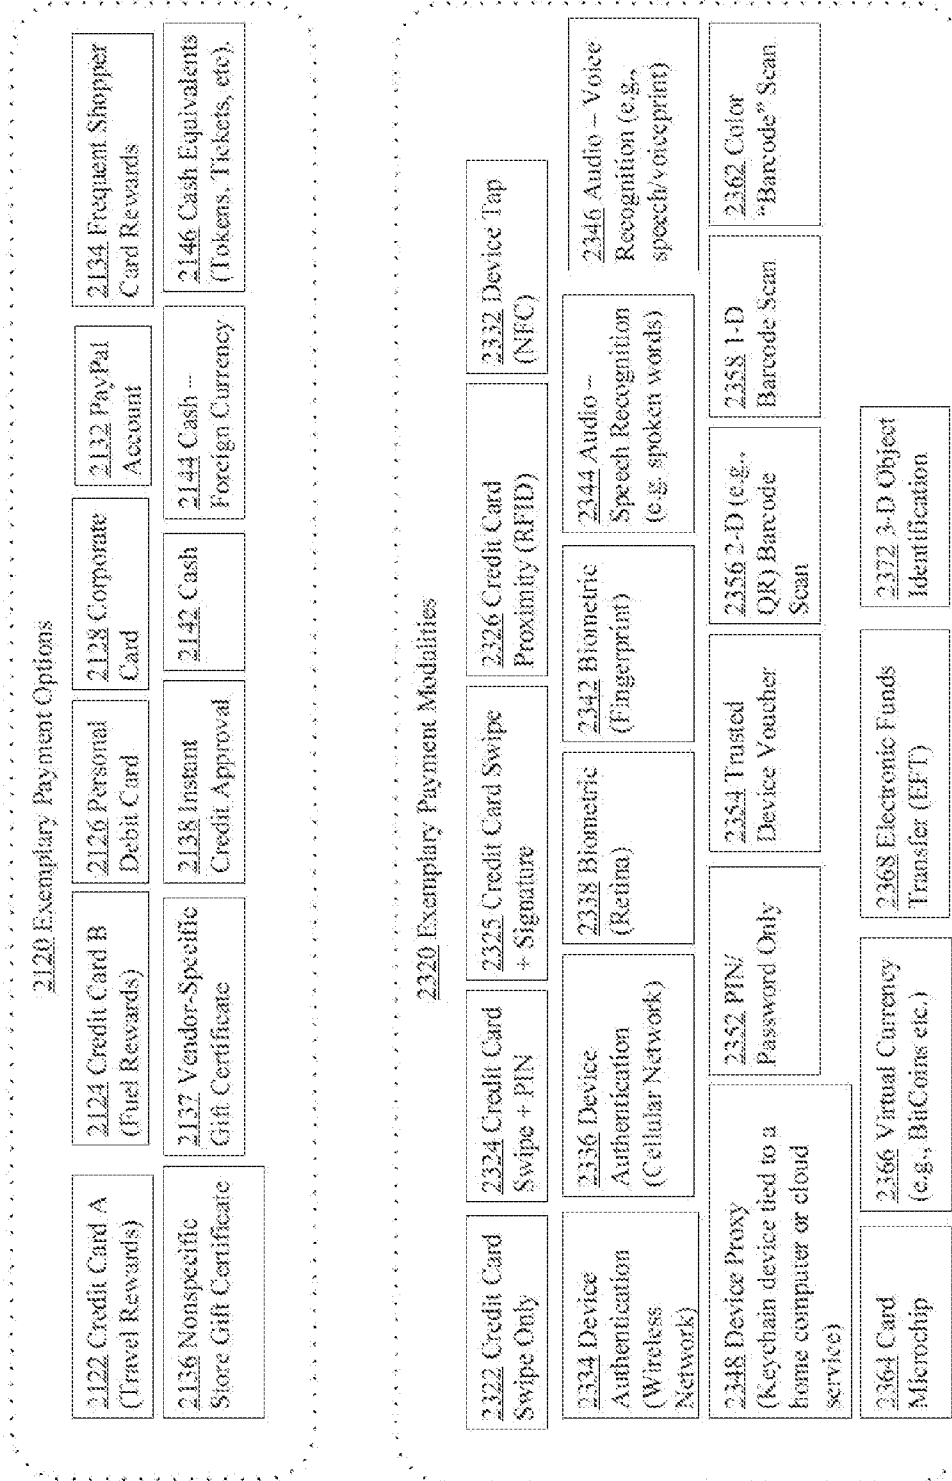 2120 Exemplary Payment Options
2122 Credit Card A
(Travel Rewards)
2124 Credit Card B
(Fuel Rewards)
2126 Personal
Debit Card
2128 Corporate
Card
2132 PayPal
Account
2134 Frequent Shopper
Card Rewards
2136 Nonspecific
Store Gift Certificate
2137 Vendor-Specific
Gift Certificate
2138 Instant
Credit Approval
2142 Cash
2144 Cash –
Foreign Currency
2146 Cash Equivalents
(Tokens, Tickets, etc).
2320 Exemplary Payment Modalities
2322 Credit Card
Swipe Only
2324 Credit Card
Swipe + PIN
2325 Credit Card Swipe
+ Signature
2326 Credit Card
Proximity (RFID)
2332 Device Tap
(NFC)
2334 Device
Authentication
(Wireless
Network)
2336 Device
Authentication
(Cellular Network)
2338 Biometric
(Retina)
2342 Biometric
(Fingerprint)
2344 Audio –
Speech Recognition
(e.g. spoken words)
2346 Audio – Voice
Recognition (e.g.,
speech/voiceprint)
2348 Device Proxy
(Keychain device tied to a
home computer or cloud
service)
2352 PIN/
Password Only
2354 Trusted
Device Voucher
2356 2-D (e.g.,
QR) Barcode
Scan
2358 1-D
Barcode Scan
2362 Color
“Barcode” Scan
2364 Card
Microchip
2366 Virtual Currency
(e.g., BitCoins etc.)
2368 Electronic Funds
Transfer (EFT)
2372 3-D Object
Identification